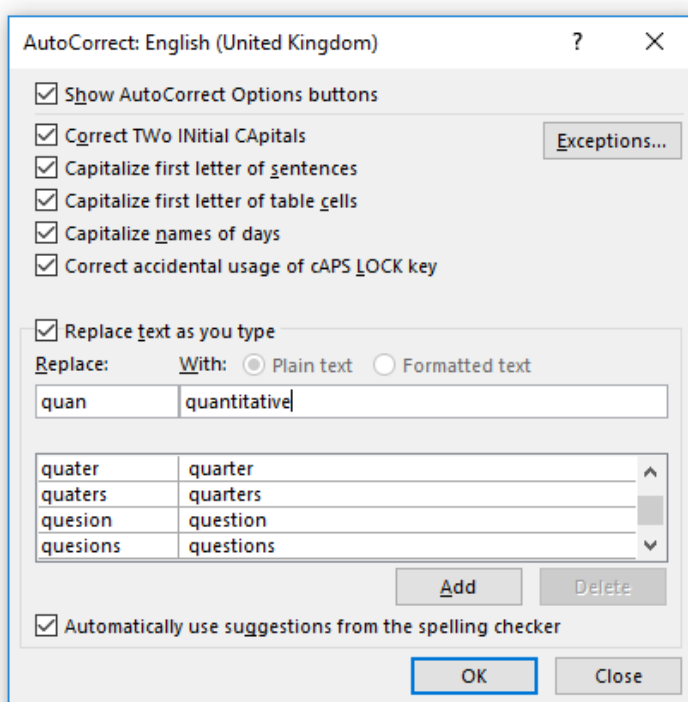 AutoCorrect: English (United Kingdom) ?
Show AutoCorrect Options buttons
Correct TWo INitial CApitals Exceptions...
Capitalize first letter of sentences
Capitalize first letter of table cells
Capitalize names of days
Correct accidental usage of cAPS LOCK key
Replace text as you type
Replace: With: Plain text Formatted text
quan quantitative
quater quarter
quaters quarters
quesion question
quesions questions
Add Delete
Automatically use suggestions from the spelling checker
OK Close